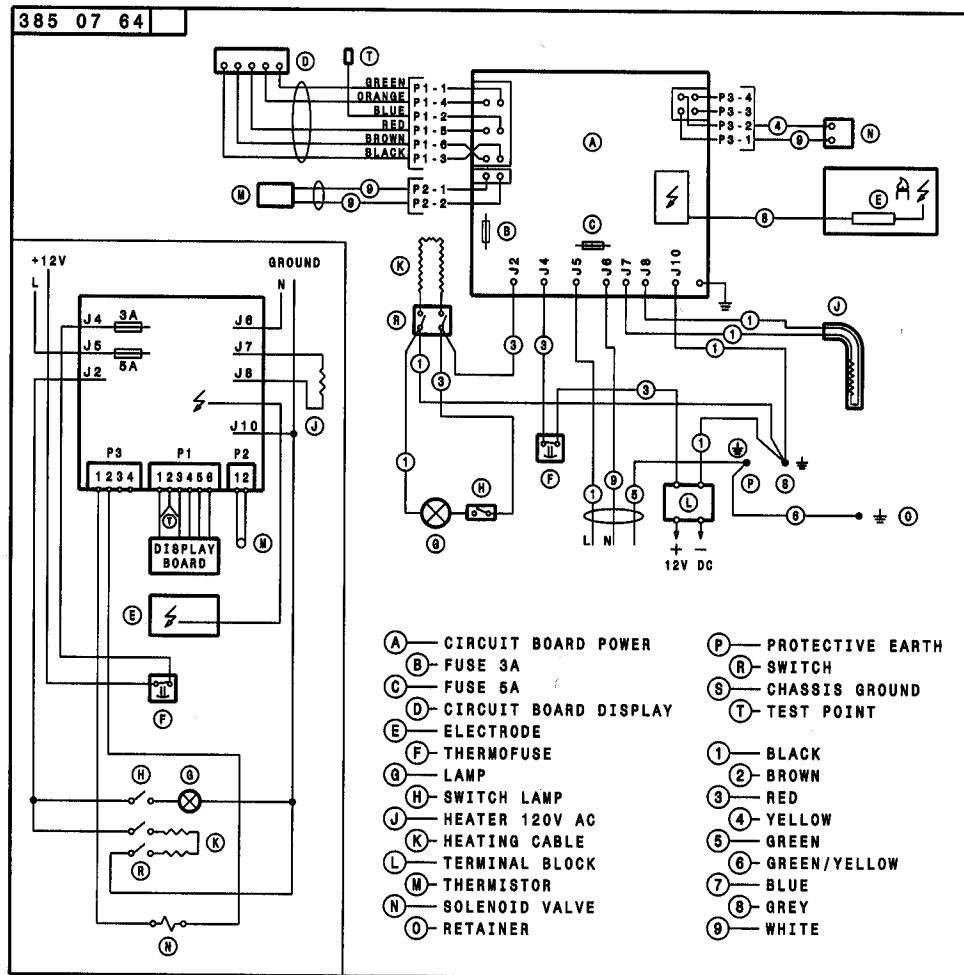 385 07 64
D
T
GREEN P1-1
ORANGE P1-4
BLUE P1-2
RED P1-5
BROWN P1-6
BLACK P1-3
M 9 P2-1
9 P2-2
A
B
C
P3-4
P3-3
P3-2 4 N
P3-1 9
8 E
J2 J4 J5 J6 J7 J8 J10
K
R
1 3
1
H
G
3 3
F
3
1
1
1
J
1 9 5
L N
1
L
+ -
12V DC
P
S
6 O
+12V GROUND
L N
J4 3A J6
J5 J7
5A
J2 J8
J
J10
P3 P1 P2
1234 123456 12
T
M
DISPLAY
BOARD
E
F
H G
K
R
N
A CIRCUIT BOARD POWER
B FUSE 3A
C FUSE 5A
D CIRCUIT BOARD DISPLAY
E ELECTRODE
F THERMOFUSE
G LAMP
H SWITCH LAMP
J HEATER 120V AC
K HEATING CABLE
L TERMINAL BLOCK
M THERMISTOR
N SOLENOID VALVE
O RETAINER
P PROTECTIVE EARTH
R SWITCH
S CHASSIS GROUND
T TEST POINT
1 BLACK
2 BROWN
3 RED
4 YELLOW
5 GREEN
6 GREEN/YELLOW
7 BLUE
8 GREY
9 WHITE